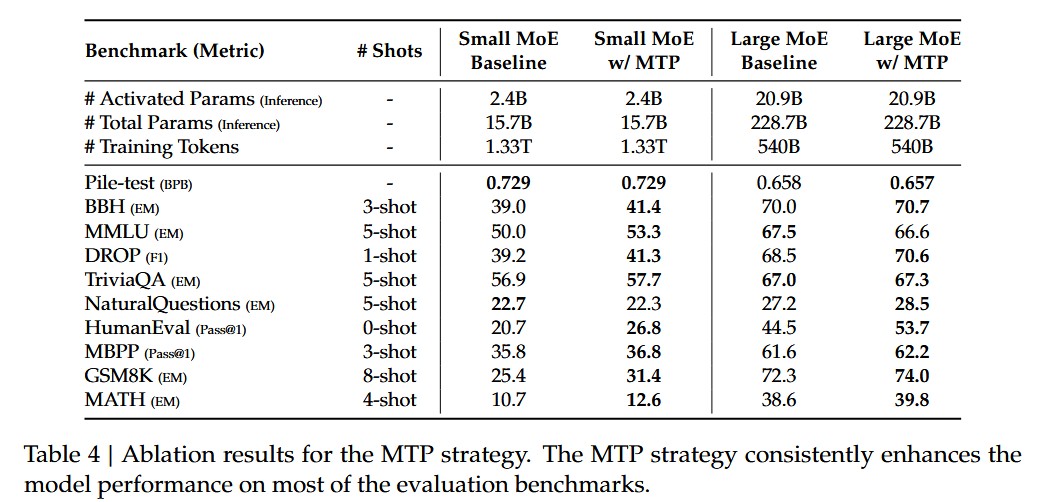 Benchmark (Metric) # Shots Small MoE Baseline Small MoE w/ MTP Large MoE Baseline Large MoE w/ MTP
# Activated Params (Inference) - 2.4B 2.4B 20.9B 20.9B
# Total Params (Inference) - 15.7B 15.7B 228.7B 228.7B
# Training Tokens - 1.33T 1.33T 540B 540B
Pile-test (BPB) - 0.729 0.729 0.658 0.657
BBH (EM) 3-shot 39.0 41.4 70.0 70.7
MMLU (EM) 5-shot 50.0 53.3 67.5 66.6
DROP (F1) 1-shot 39.2 41.3 68.5 70.6
TriviaQA (EM) 5-shot 56.9 57.7 67.0 67.3
NaturalQuestions (EM) 5-shot 22.7 22.3 27.2 28.5
HumanEval (Pass@1) 0-shot 20.7 26.8 44.5 53.7
MBPP (Pass@1) 3-shot 35.8 36.8 61.6 62.2
GSM8K (EM) 8-shot 25.4 31.4 72.3 74.0
MATH (EM) 4-shot 10.7 12.6 38.6 39.8
Table 4 | Ablation results for the MTP strategy. The MTP strategy consistently enhances the
model performance on most of the evaluation benchmarks.